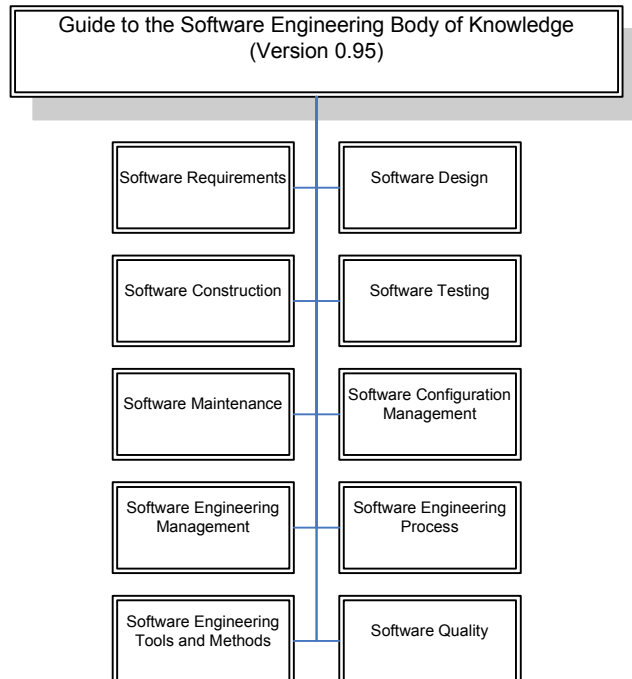 Guide to the Software Engineering Body of Knowledge
(Version 0.95)
Software Requirements
Software Design
Software Construction
Software Testing
Software Maintenance
Software Configuration
Management
Software Engineering
Management
Software Engineering
Process
Software Engineering
Tools and Methods
Software Quality